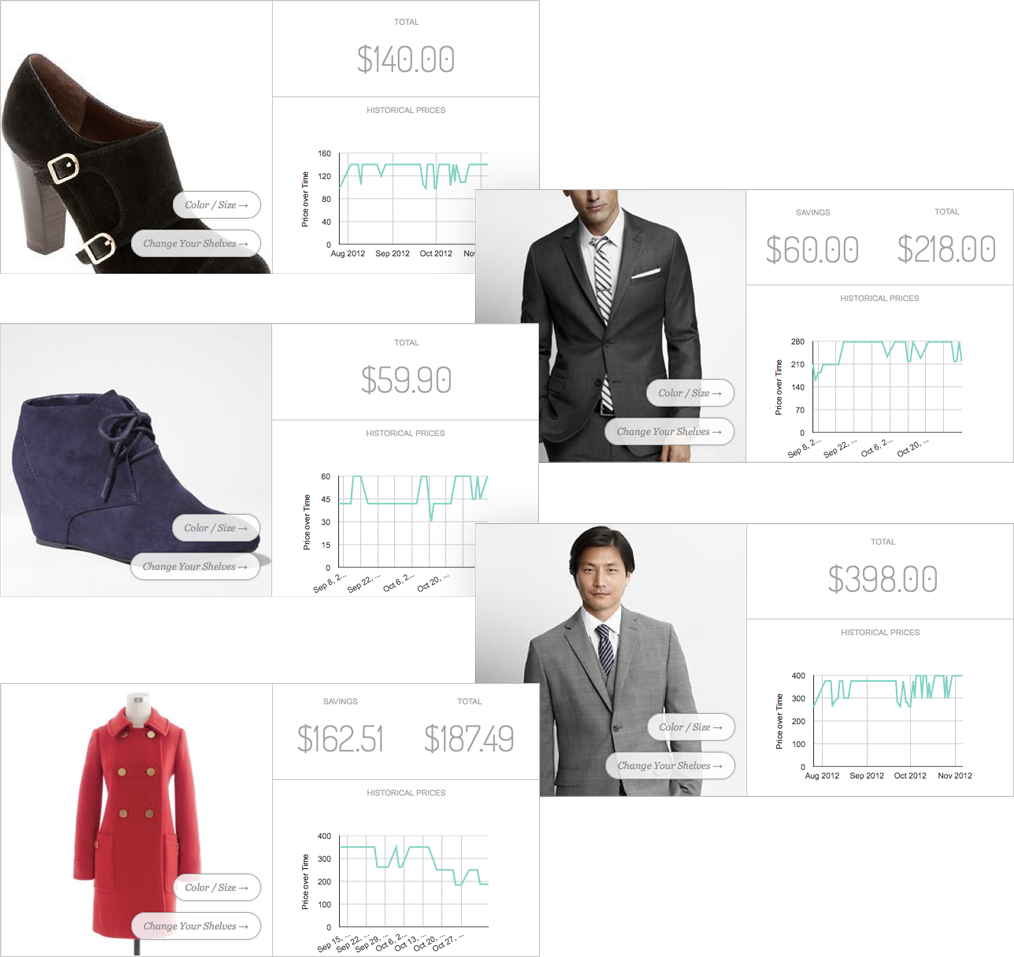 TOTAL
$140.00
HISTORICAL PRICES
Price over Time
160
120
80
40
0
Aug 2012 Sep 2012 Oct 2012
Color / Size →
Change Your Shelves →
SAVINGS TOTAL
$60.00 $218.00
HISTORICAL PRICES
Price over Time
280
210
140
70
0
Sep 8, 2... Sep 22, ... Oct 6, 2... Oct 20, ...
Color / Size →
Change Your Shelves →
TOTAL
$59.90
HISTORICAL PRICES
Price over Time
60
45
30
15
0
Sep 8, 2... Sep 22, ... Oct 6, 2... Oct 20, ...
Color / Size →
Change Your Shelves →
TOTAL
$398.00
HISTORICAL PRICES
Price over Time
400
300
200
100
0
Aug 2012 Sep 2012 Oct 2012 Nov 2012
Color / Size →
Change Your Shelves →
SAVINGS TOTAL
$162.51 $187.49
HISTORICAL PRICES
Price over Time
400
300
200
100
0
Sep 15, ... Sep 22, ... Sep 29, ... Oct 6, 2... Oct 13, ... Oct 20, ... Oct 27, ...
Color / Size →
Change Your Shelves →